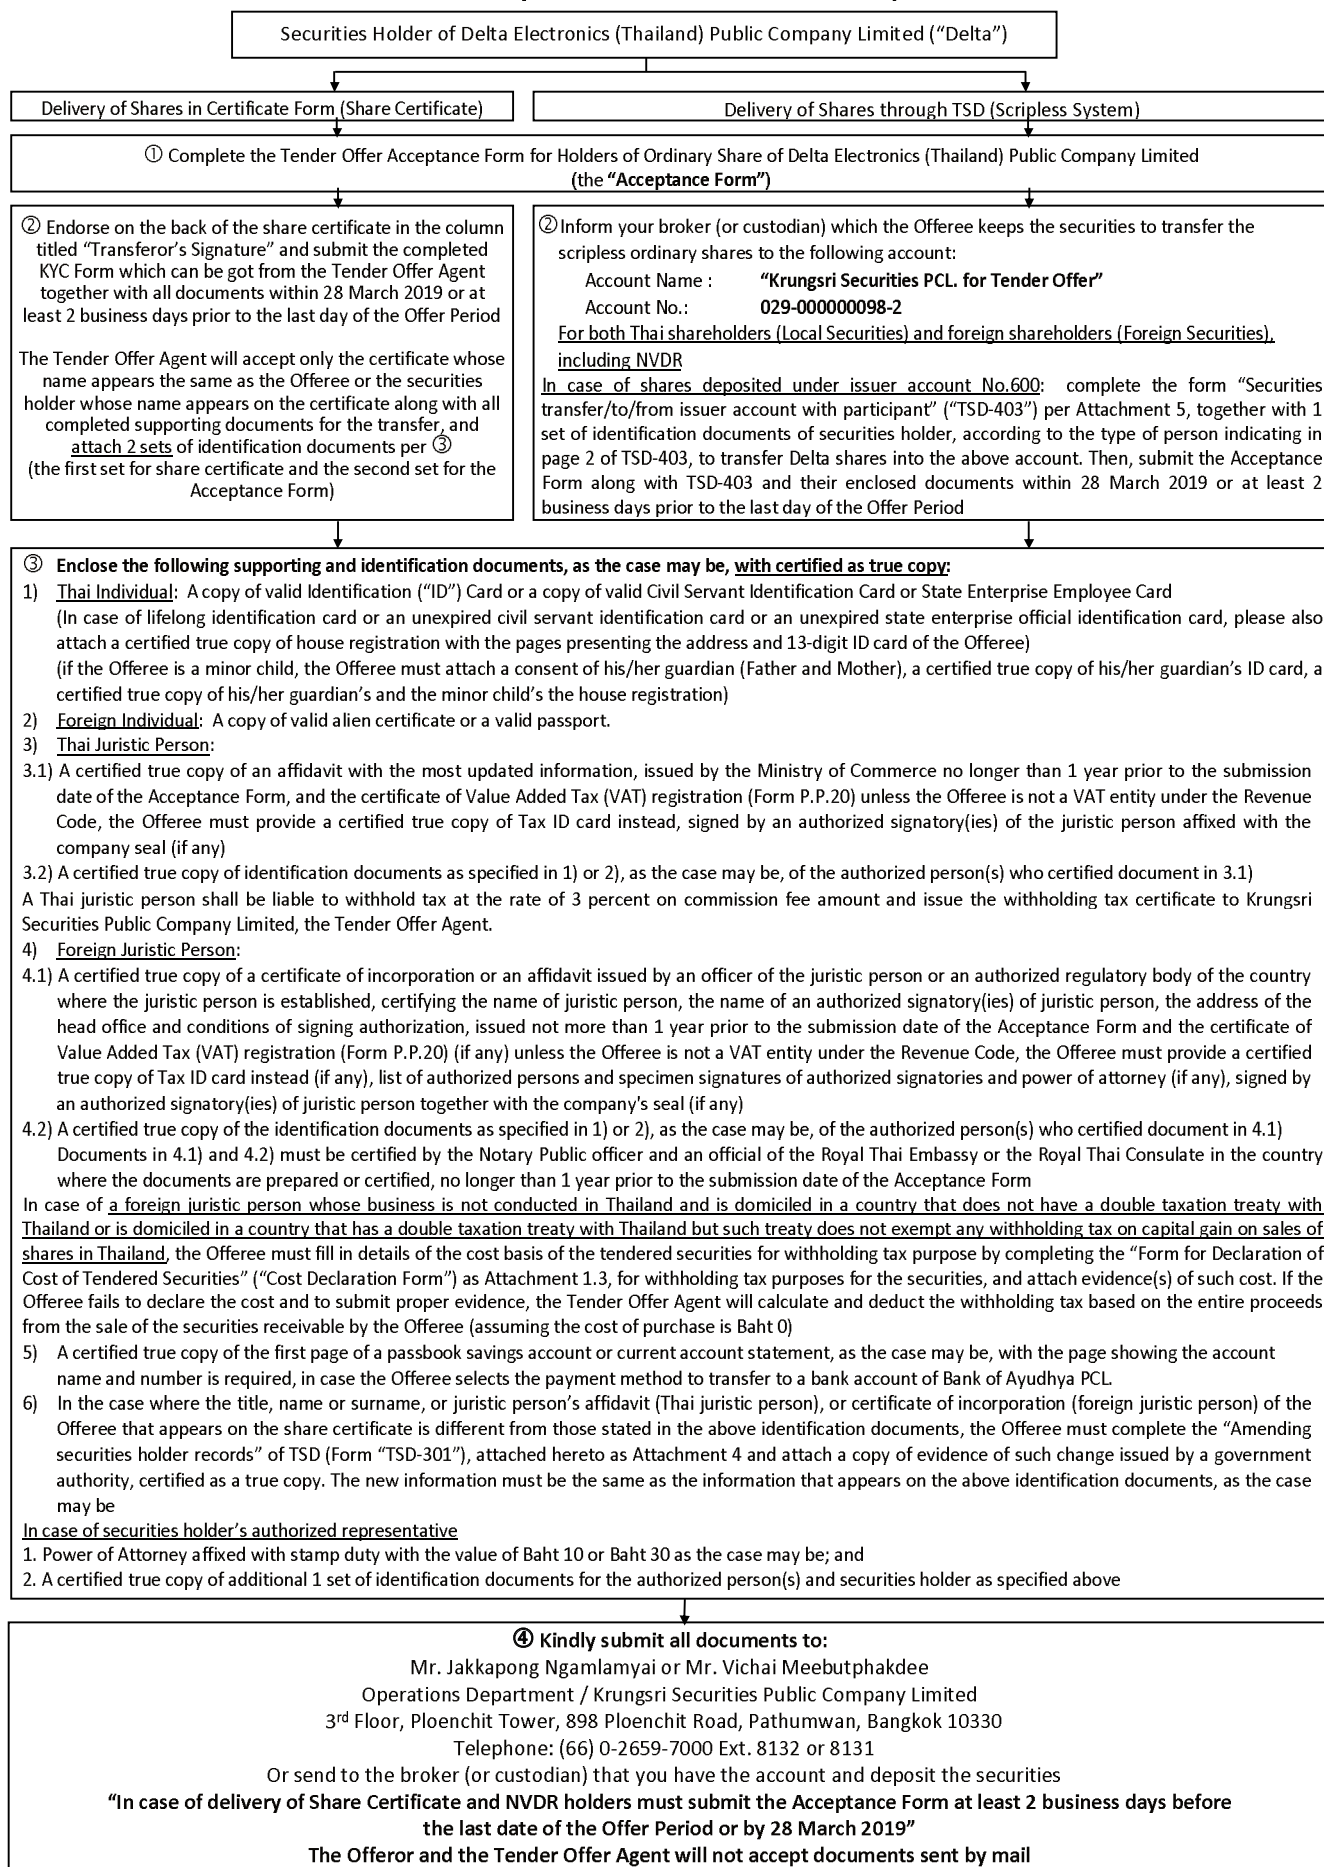 Securities Holder of Delta Electronics (Thailand) Public Company Limited (“Delta”)
Delivery of Shares in Certificate Form (Share Certificate)
Delivery of Shares through TSD (Scripless System)
① Complete the Tender Offer Acceptance Form for Holders of Ordinary Share of Delta Electronics (Thailand) Public Company Limited
(the “Acceptance Form”)
② Endorse on the back of the share certificate in the column
titled “Transferor’s Signature” and submit the completed
KYC Form which can be got from the Tender Offer Agent
together with all documents within 28 March 2019 or at
least 2 business days prior to the last day of the Offer Period
The Tender Offer Agent will accept only the certificate whose
name appears the same as the Offeree or the securities
holder whose name appears on the certificate along with all
completed supporting documents for the transfer, and
attach 2 sets of identification documents per ③
(the first set for share certificate and the second set for the
Acceptance Form)
② Inform your broker (or custodian) which the Offeree keeps the securities to transfer the
scripless ordinary shares to the following account:
Account Name : “Krungsri Securities PCL. for Tender Offer”
Account No.: 029-000000098-2
For both Thai shareholders (Local Securities) and foreign shareholders (Foreign Securities),
including NVDR
In case of shares deposited under issuer account No.600: complete the form “Securities
transfer/to/from issuer account with participant” (“TSD-403”) per Attachment 5, together with 1
set of identification documents of securities holder, according to the type of person indicating in
page 2 of TSD-403, to transfer Delta shares into the above account. Then, submit the Acceptance
Form along with TSD-403 and their enclosed documents within 28 March 2019 or at least 2
business days prior to the last day of the Offer Period
③ Enclose the following supporting and identification documents, as the case may be, with certified as true copy:
1) Thai Individual: A copy of valid Identification (“ID”) Card or a copy of valid Civil Servant Identification Card or State Enterprise Employee Card
(In case of lifelong identification card or an unexpired civil servant identification card or an unexpired state enterprise official identification card, please also
attach a certified true copy of house registration with the pages presenting the address and 13-digit ID card of the Offeree)
(if the Offeree is a minor child, the Offeree must attach a consent of his/her guardian (Father and Mother), a certified true copy of his/her guardian’s ID card, a
certified true copy of his/her guardian’s and the minor child’s the house registration)
2) Foreign Individual: A copy of valid alien certificate or a valid passport.
3) Thai Juristic Person:
3.1) A certified true copy of an affidavit with the most updated information, issued by the Ministry of Commerce no longer than 1 year prior to the submission
date of the Acceptance Form, and the certificate of Value Added Tax (VAT) registration (Form P.P.20) unless the Offeree is not a VAT entity under the Revenue
Code, the Offeree must provide a certified true copy of Tax ID card instead, signed by an authorized signatory(ies) of the juristic person affixed with the
company seal (if any)
3.2) A certified true copy of identification documents as specified in 1) or 2), as the case may be, of the authorized person(s) who certified document in 3.1)
A Thai juristic person shall be liable to withhold tax at the rate of 3 percent on commission fee amount and issue the withholding tax certificate to Krungsri
Securities Public Company Limited, the Tender Offer Agent.
4) Foreign Juristic Person:
4.1) A certified true copy of a certificate of incorporation or an affidavit issued by an officer of the juristic person or an authorized regulatory body of the country
where the juristic person is established, certifying the name of juristic person, the name of an authorized signatory(ies) of juristic person, the address of the
head office and conditions of signing authorization, issued not more than 1 year prior to the submission date of the Acceptance Form and the certificate of
Value Added Tax (VAT) registration (Form P.P.20) (if any) unless the Offeree is not a VAT entity under the Revenue Code, the Offeree must provide a certified
true copy of Tax ID card instead (if any), list of authorized persons and specimen signatures of authorized signatories and power of attorney (if any), signed by
an authorized signatory(ies) of juristic person together with the company's seal (if any)
4.2) A certified true copy of the identification documents as specified in 1) or 2), as the case may be, of the authorized person(s) who certified document in 4.1)
Documents in 4.1) and 4.2) must be certified by the Notary Public officer and an official of the Royal Thai Embassy or the Royal Thai Consulate in the country
where the documents are prepared or certified, no longer than 1 year prior to the submission date of the Acceptance Form
In case of a foreign juristic person whose business is not conducted in Thailand and is domiciled in a country that does not have a double taxation treaty with
Thailand or is domiciled in a country that has a double taxation treaty with Thailand but such treaty does not exempt any withholding tax on capital gain on sales of
shares in Thailand, the Offeree must fill in details of the cost basis of the tendered securities for withholding tax purpose by completing the “Form for Declaration of
Cost of Tendered Securities” (“Cost Declaration Form”) as Attachment 1.3, for withholding tax purposes for the securities, and attach evidence(s) of such cost. If the
Offeree fails to declare the cost and to submit proper evidence, the Tender Offer Agent will calculate and deduct the withholding tax based on the entire proceeds
from the sale of the securities receivable by the Offeree (assuming the cost of purchase is Baht 0)
5) A certified true copy of the first page of a passbook savings account or current account statement, as the case may be, with the page showing the account
name and number is required, in case the Offeree selects the payment method to transfer to a bank account of Bank of Ayudhya PCL.
6) In the case where the title, name or surname, or juristic person’s affidavit (Thai juristic person), or certificate of incorporation (foreign juristic person) of the
Offeree that appears on the share certificate is different from those stated in the above identification documents, the Offeree must complete the “Amending
securities holder records” of TSD (Form “TSD-301”), attached hereto as Attachment 4 and attach a copy of evidence of such change issued by a government
authority, certified as a true copy. The new information must be the same as the information that appears on the above identification documents, as the case
may be
In case of securities holder’s authorized representative
1. Power of Attorney affixed with stamp duty with the value of Baht 10 or Baht 30 as the case may be; and
2. A certified true copy of additional 1 set of identification documents for the authorized person(s) and securities holder as specified above
④ Kindly submit all documents to:
Mr. Jakkapong Ngamlamyai or Mr. Vichai Meebutphakdee
Operations Department / Krungsri Securities Public Company Limited
3rd Floor, Ploenchit Tower, 898 Ploenchit Road, Pathumwan, Bangkok 10330
Telephone: (66) 0-2659-7000 Ext. 8132 or 8131
Or send to the broker (or custodian) that you have the account and deposit the securities
“In case of delivery of Share Certificate and NVDR holders must submit the Acceptance Form at least 2 business days before
the last date of the Offer Period or by 28 March 2019”
The Offeror and the Tender Offer Agent will not accept documents sent by mail